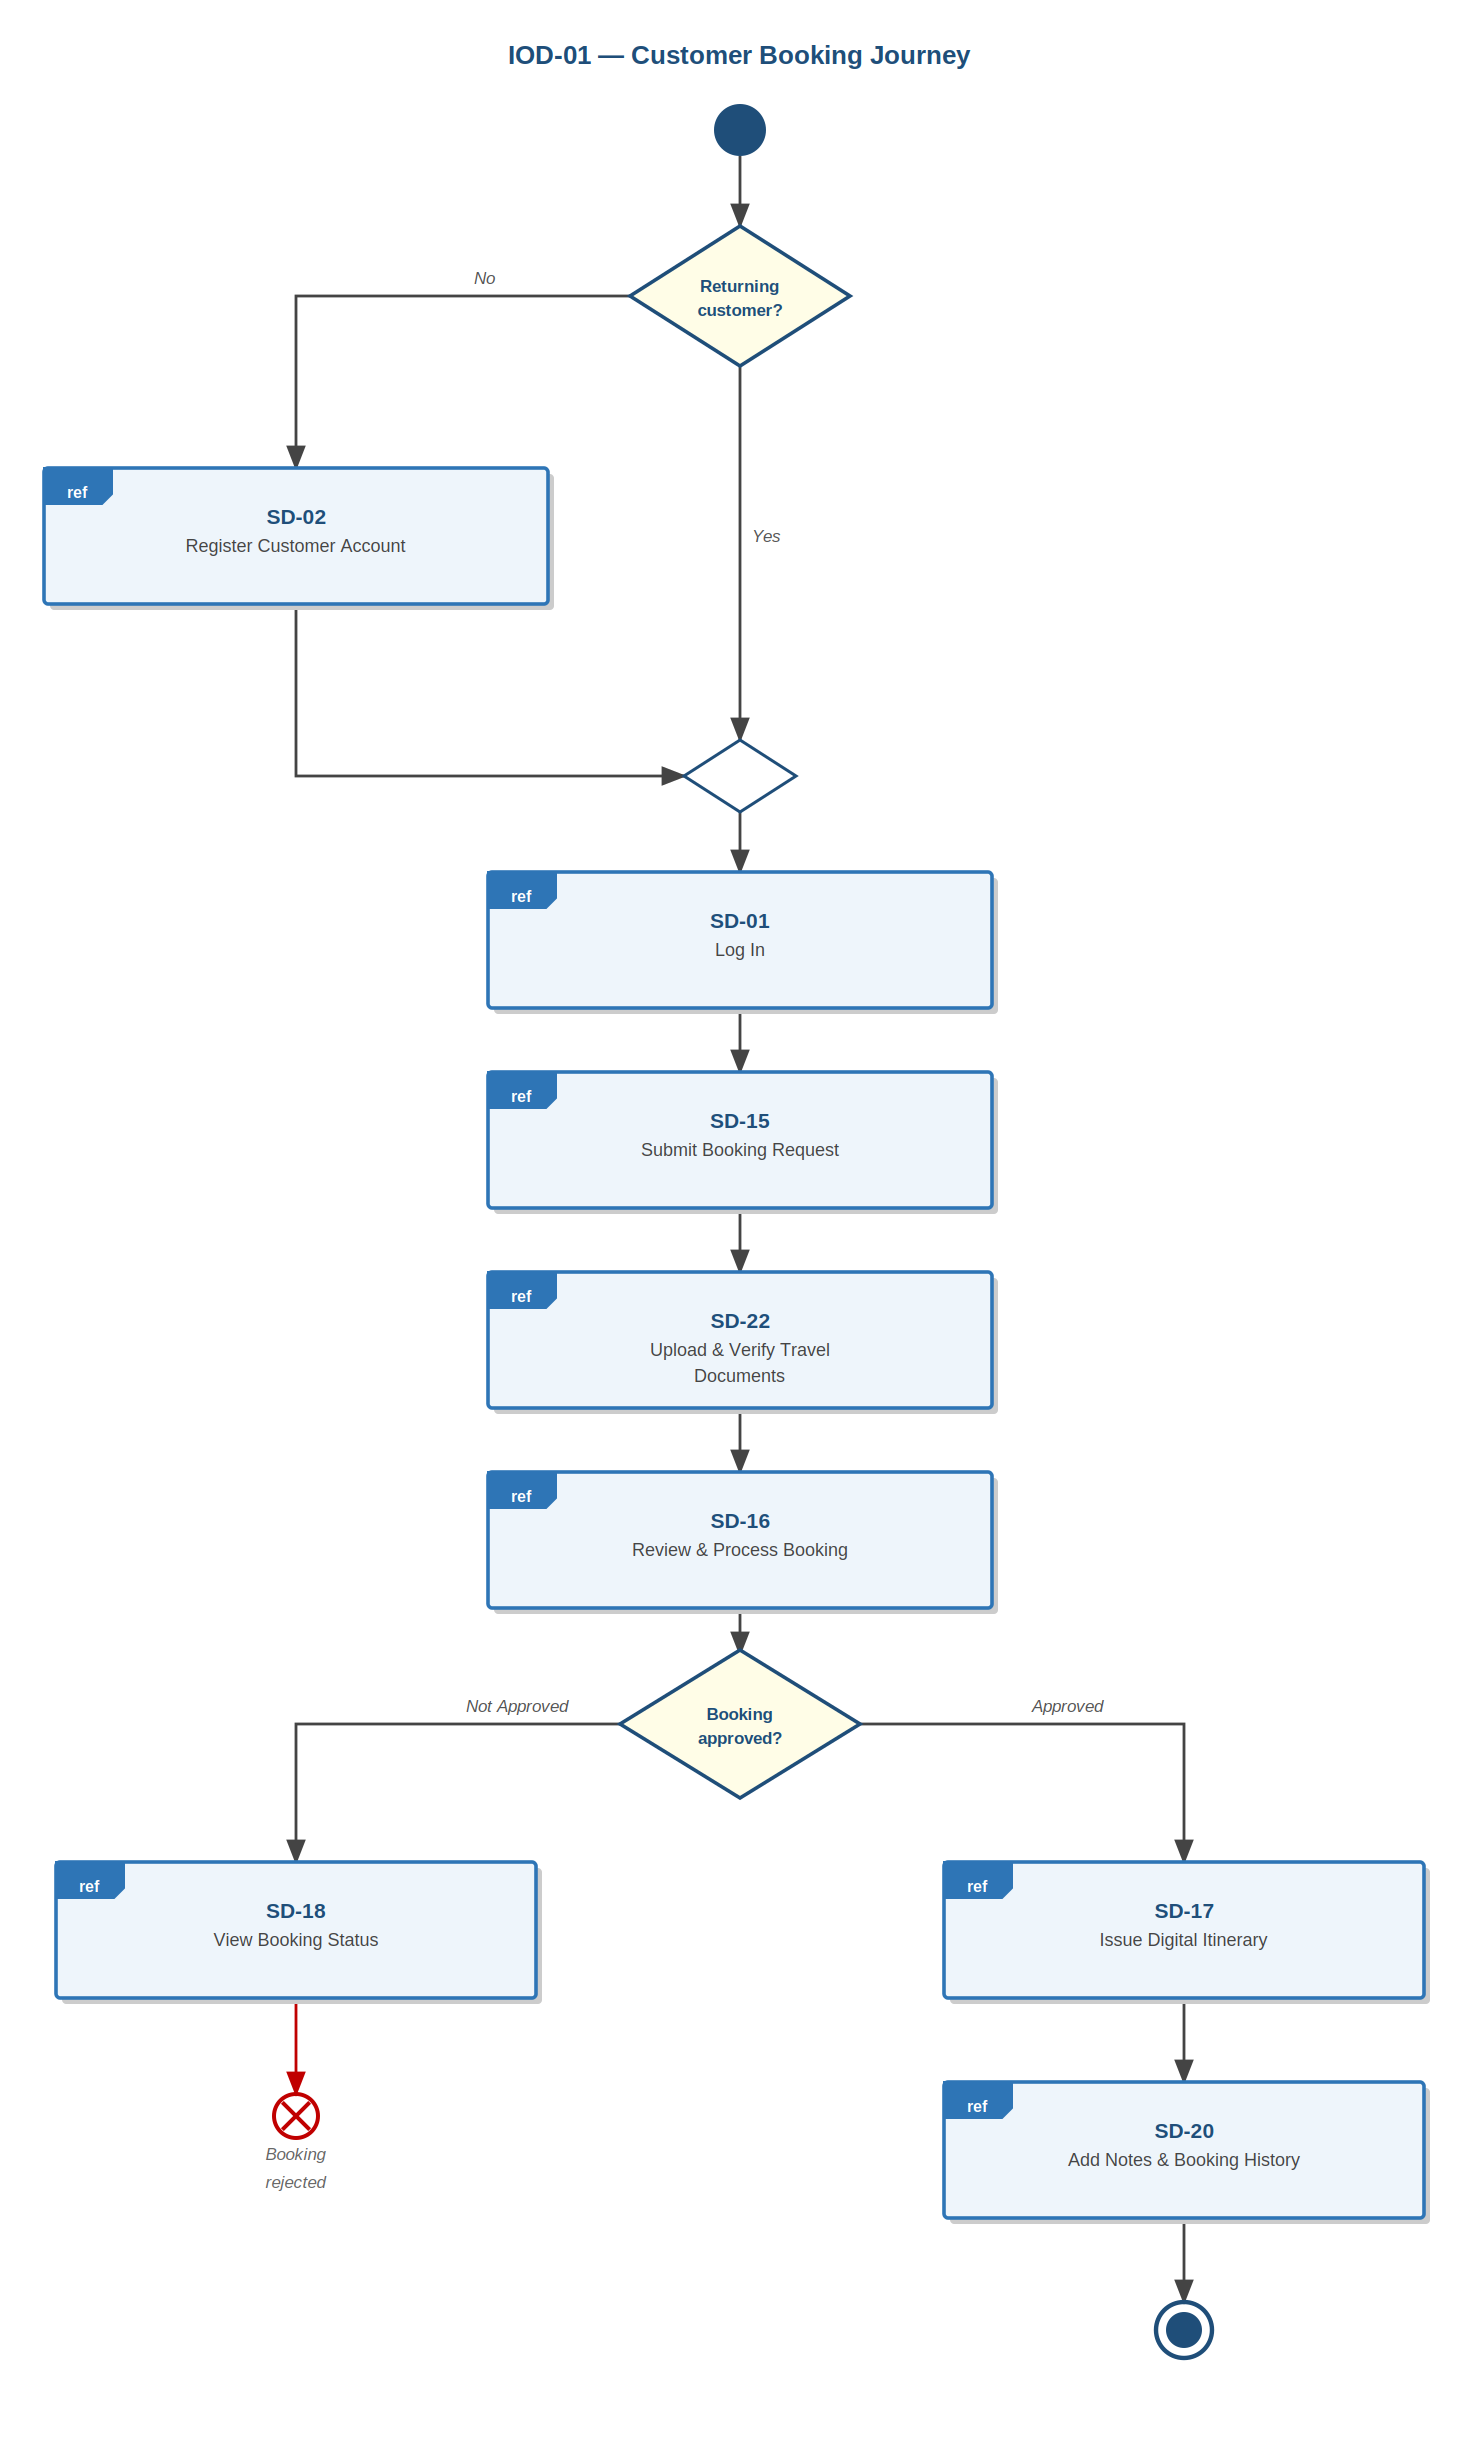 IOD-01 — Customer Booking Journey
Returning
customer?
No
Yes
ref
SD-02
Register Customer Account
ref
SD-01
Log In
ref
SD-15
Submit Booking Request
ref
SD-22
Upload & Verify Travel
Documents
ref
SD-16
Review & Process Booking
Booking
approved?
Not Approved
Approved
ref
SD-18
View Booking Status
Booking
rejected
ref
SD-17
Issue Digital Itinerary
ref
SD-20
Add Notes & Booking History